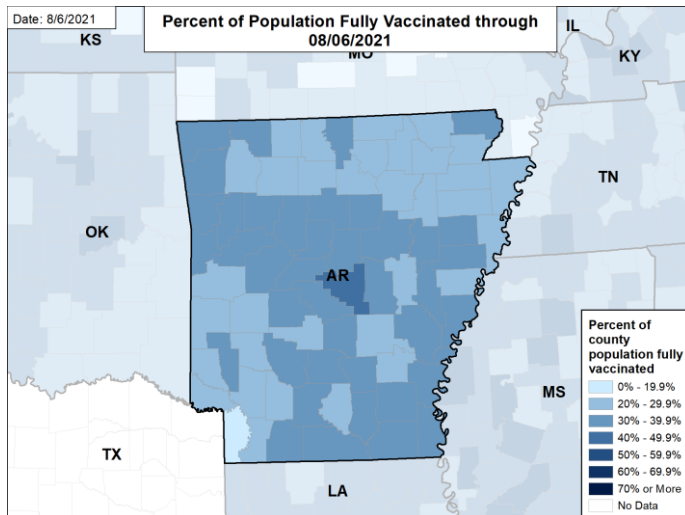 Date: 8/6/2021
Percent of Population Fully Vaccinated through
08/06/2021
KS
MO
IL
KY
OK
AR
TN
TX
LA
MS
Percent of
county
population fully
vaccinated
0% - 19.9%
20% - 29.9%
30% - 39.9%
40% - 49.9%
50% - 59.9%
60% - 69.9%
70% or More
No Data